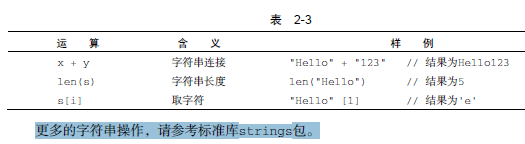 表 2-3
运 算 含 义 样 例
x + y 字符串连接 "Hello" + "123" // 结果为Hello123
len(s) 字符串长度 len("Hello") // 结果为5
s[i] 取字符 "Hello" [1] // 结果为'e'
更多的字符串操作，请参考标准库strings包。